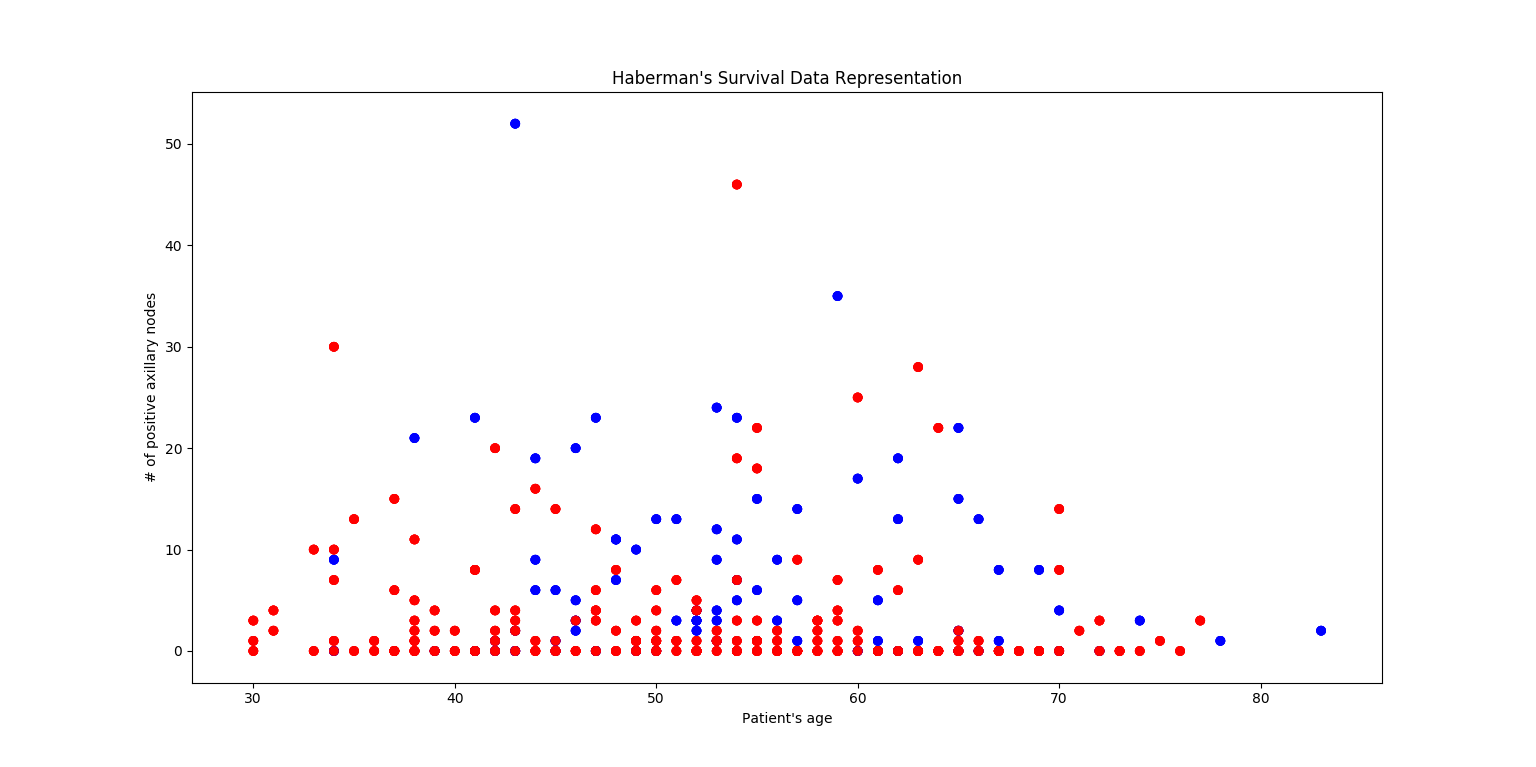 Haberman's Survival Data Representation
50
40
30
20
10
0
# of positive axillary nodes
30 40 50 60 70 80
Patient's age